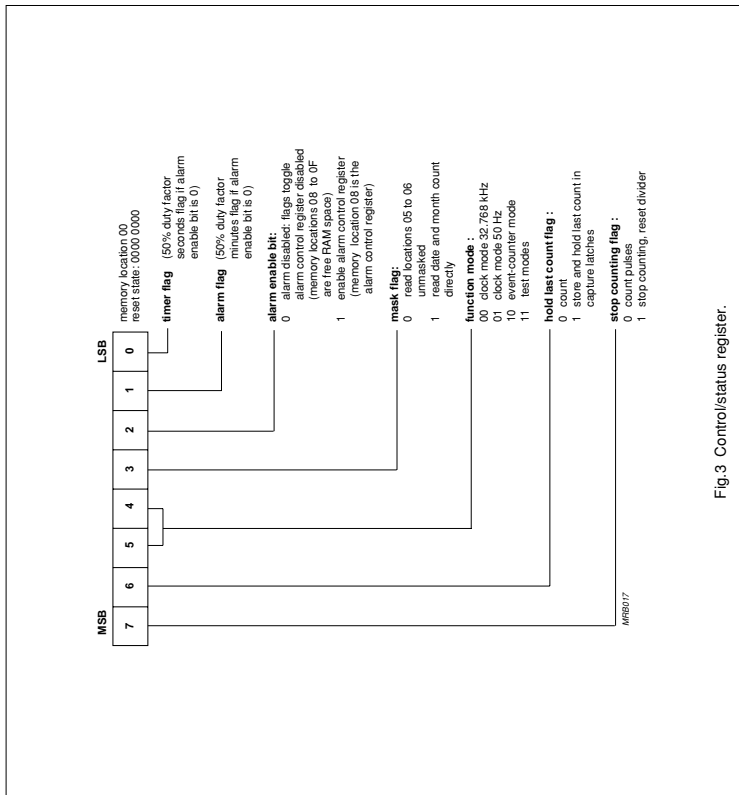 MSB LSB
7 6 5 4 3 2 1 0
memory location 00
reset state: 0000 0000
timer flag (50% duty factor
seconds flag if alarm
enable bit is 0)
alarm flag (50% duty factor
minutes flag if alarm
enable bit is 0)
alarm enable bit:
0 alarm disabled: flags toggle
alarm control register disabled
(memory locations 08 to 0F
are free RAM space)
1 enable alarm control register
(memory location 08 is the
alarm control register)
mask flag:
0 read locations 05 to 06
unmasked
1 read date and month count
directly
function mode :
00 clock mode 32.768 kHz
01 clock mode 50 Hz
10 event-counter mode
11 test modes
hold last count flag :
0 count
1 store and hold last count in
capture latches
stop counting flag :
0 count pulses
1 stop counting, reset divider
MRB017
Fig.3 Control/status register.